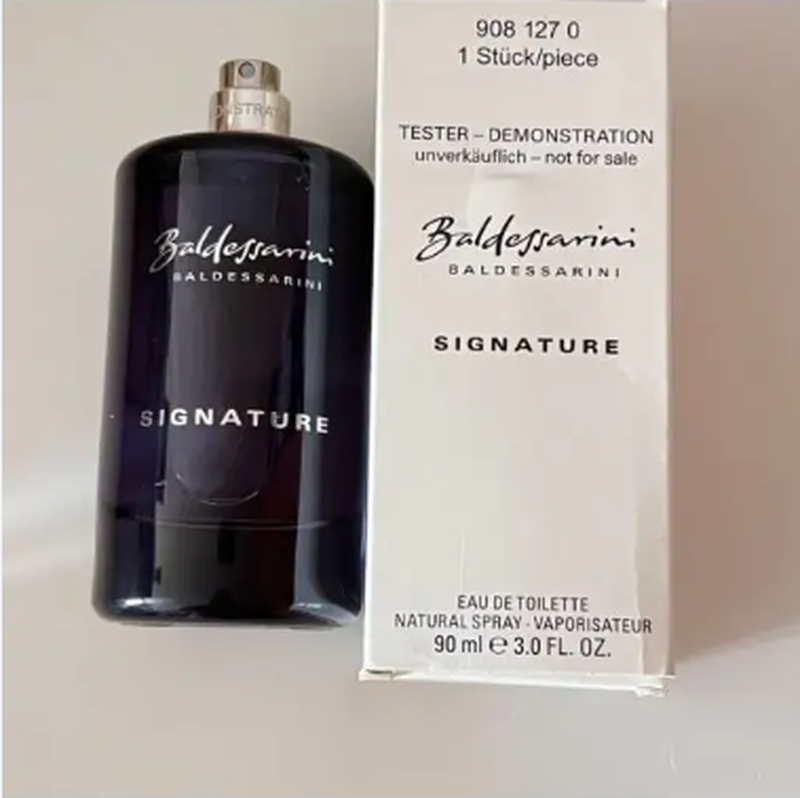 ONSTRAT
Baldessarini
BALDESSARINI
SIGNATURE
908 127 0
1 Stück/piece
TESTER – DEMONSTRATION
unverkäuflich – not for sale
Baldessarini
BALDESSARINI
SIGNATURE
EAU DE TOILETTE
NATURAL SPRAY · VAPORISATEUR
90 ml ℮ 3.0 FL. OZ.